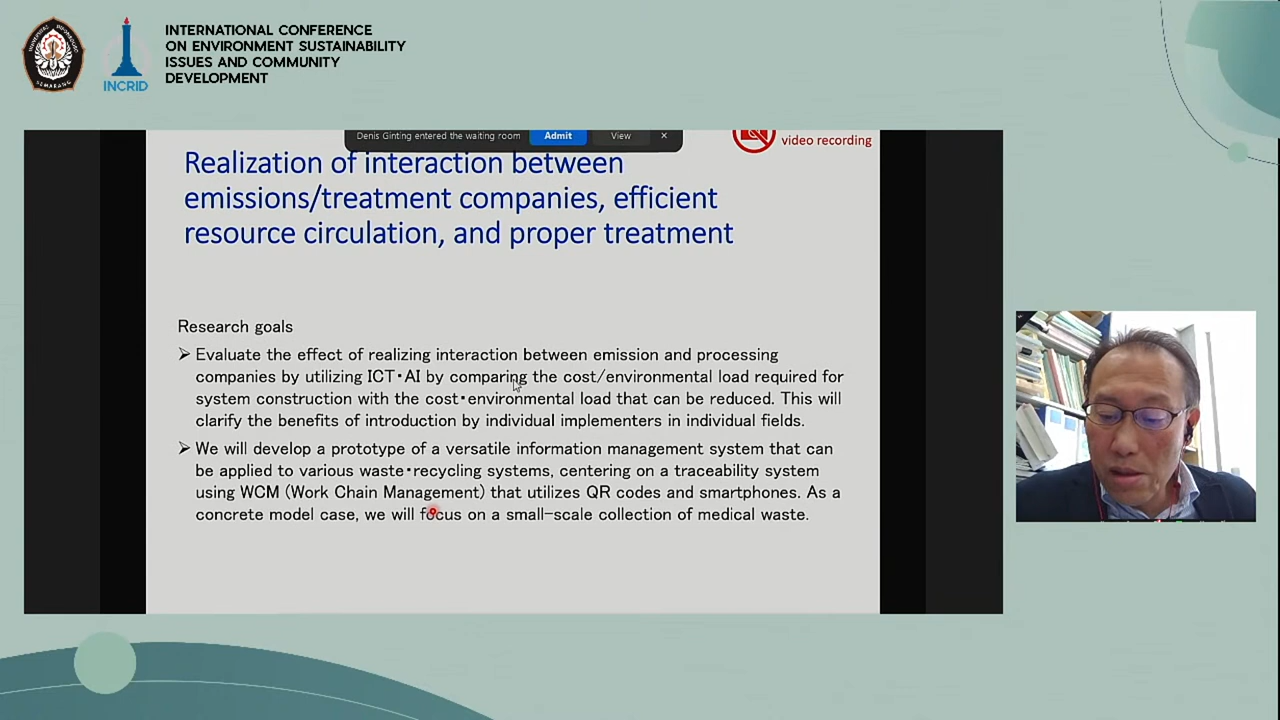 INTERNATIONAL CONFERENCE
ON ENVIRONMENT SUSTAINABILITY
ISSUES AND COMMUNITY
DEVELOPMENT
INCRID
Denis Ginting entered the waiting room Admit View ×
video recording
Realization of interaction between
emissions/treatment companies, efficient
resource circulation, and proper treatment
Research goals
➢ Evaluate the effect of realizing interaction between emission and processing
companies by utilizing ICT・AI by comparing the cost/environmental load required for
system construction with the cost・environmental load that can be reduced. This will
clarify the benefits of introduction by individual implementers in individual fields.
➢ We will develop a prototype of a versatile information management system that can
be applied to various waste・recycling systems, centering on a traceability system
using WCM (Work Chain Management) that utilizes QR codes and smartphones. As a
concrete model case, we will focus on a small-scale collection of medical waste.